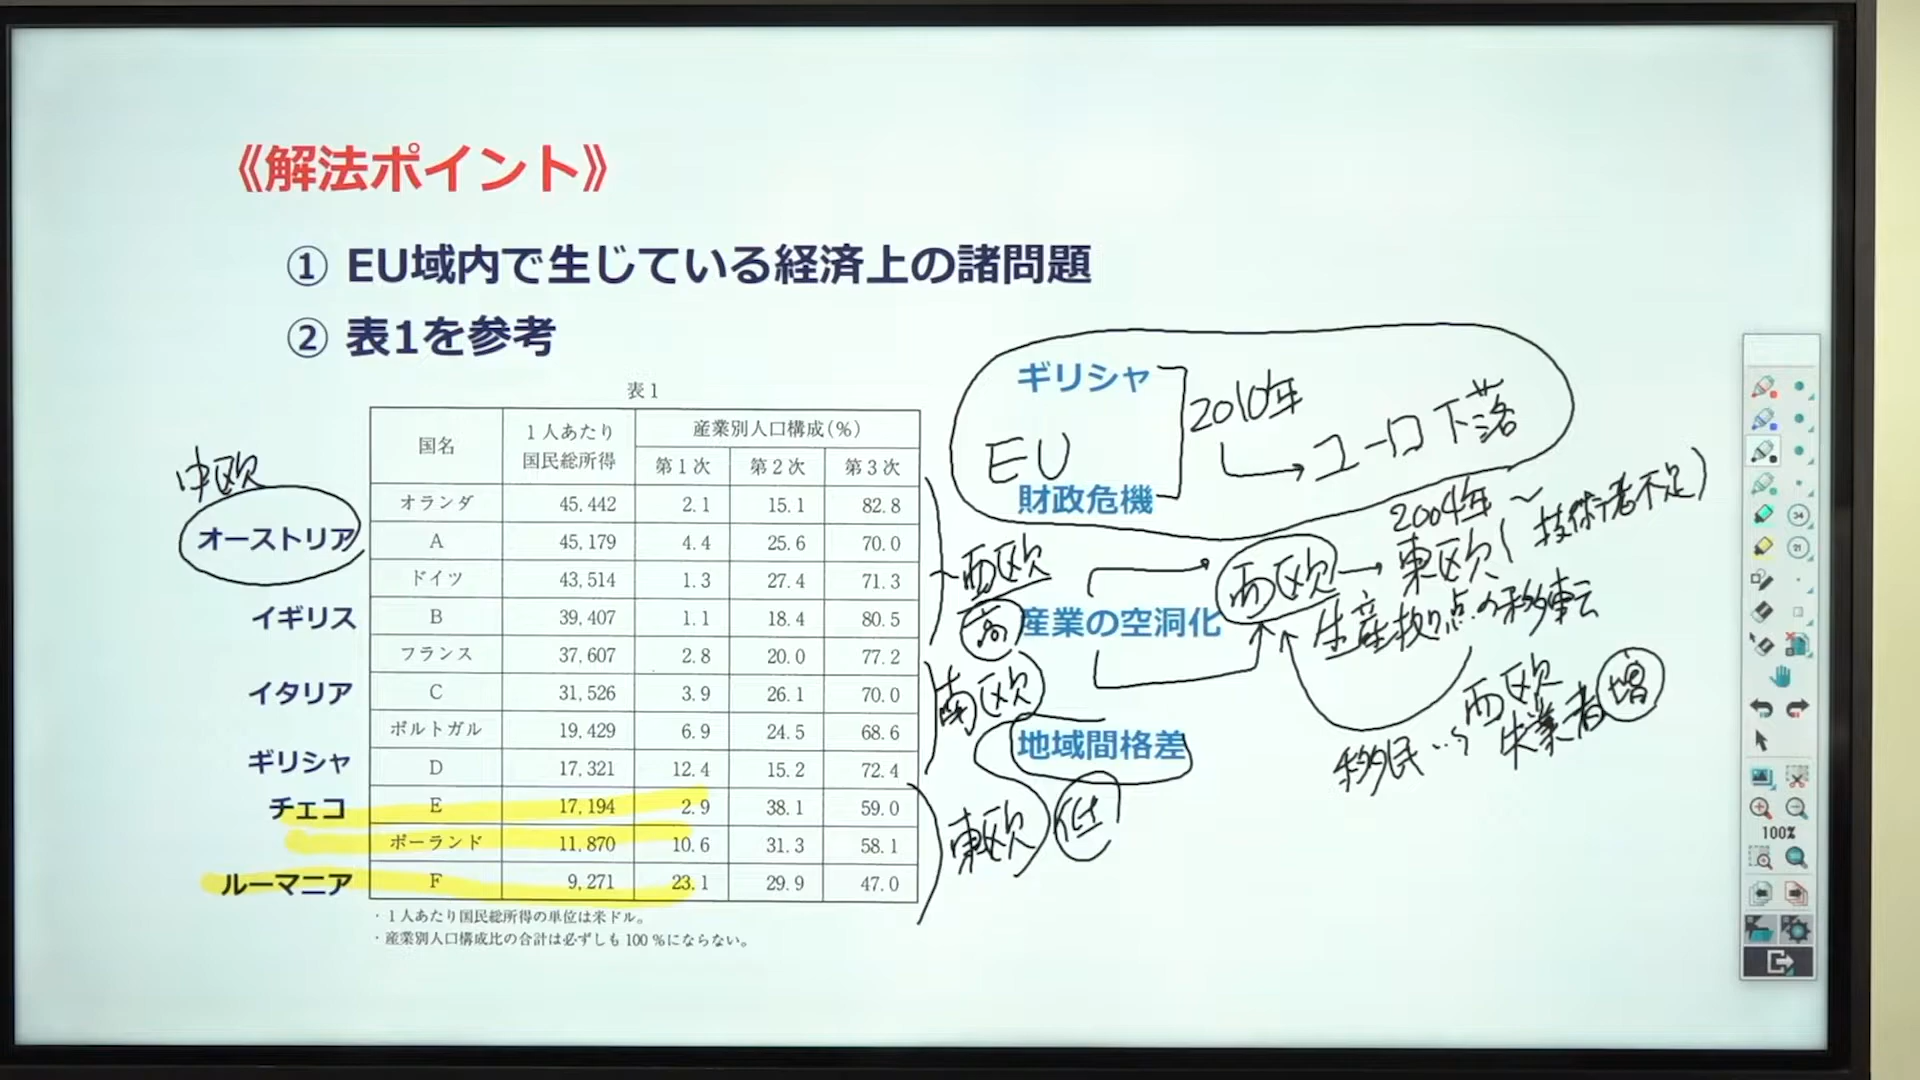 《解法ポイント》
① EU域内で生じている経済上の諸問題
② 表1を参考
表1
国名 1人あたり国民総所得 産業別人口構成(%)
第1次 第2次 第3次
オランダ 45,442 2.1 15.1 82.8
A 45,179 4.4 25.6 70.0
ドイツ 43,514 1.3 27.4 71.3
B 39,407 1.1 18.4 80.5
フランス 37,607 2.8 20.0 77.2
C 31,526 3.9 26.1 70.0
ポルトガル 19,429 6.9 24.5 68.6
D 17,321 12.4 15.2 72.4
E 17,194 2.9 38.1 59.0
ポーランド 11,870 10.6 31.3 58.1
F 9,271 23.1 29.9 47.0
・1人あたり国民総所得の単位は米ドル。
・産業別人口構成比の合計は必ずしも100%にならない。
中欧
オーストリア
イギリス
イタリア
ギリシャ
チェコ
ルーマニア
西欧
高
南欧
東欧 低
ギリシャ
EU
財政危機
2010年
ユーロ下落
産業の空洞化
2004年～
西欧→東欧(技術者不足)
生産拠点の移転
西欧
移民…失業者増
地域間格差
34
21
100%